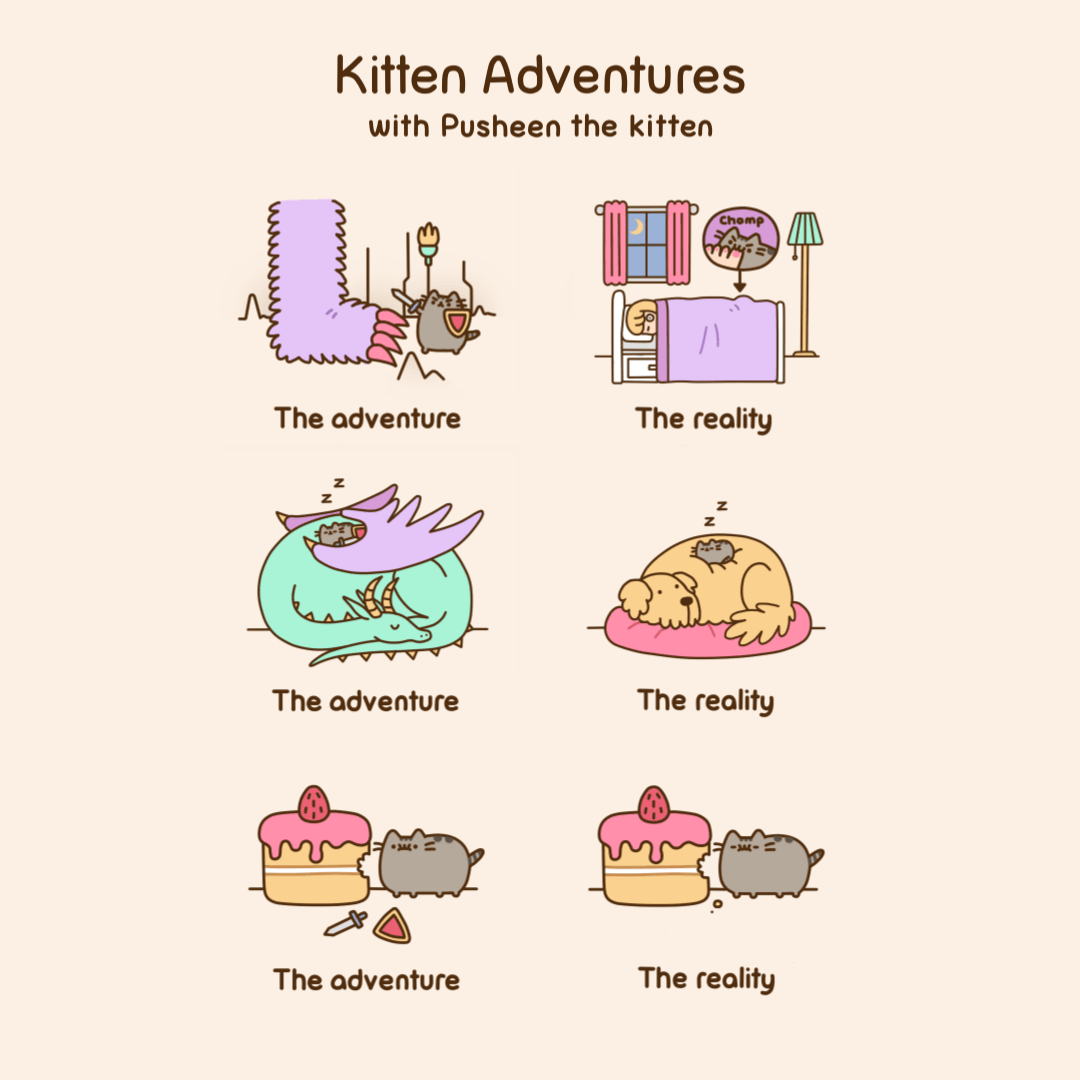 Kitten Adventures
with Pusheen the kitten
Chomp
The adventure
The reality
z
z
z
z
The adventure
The reality
The adventure
The reality